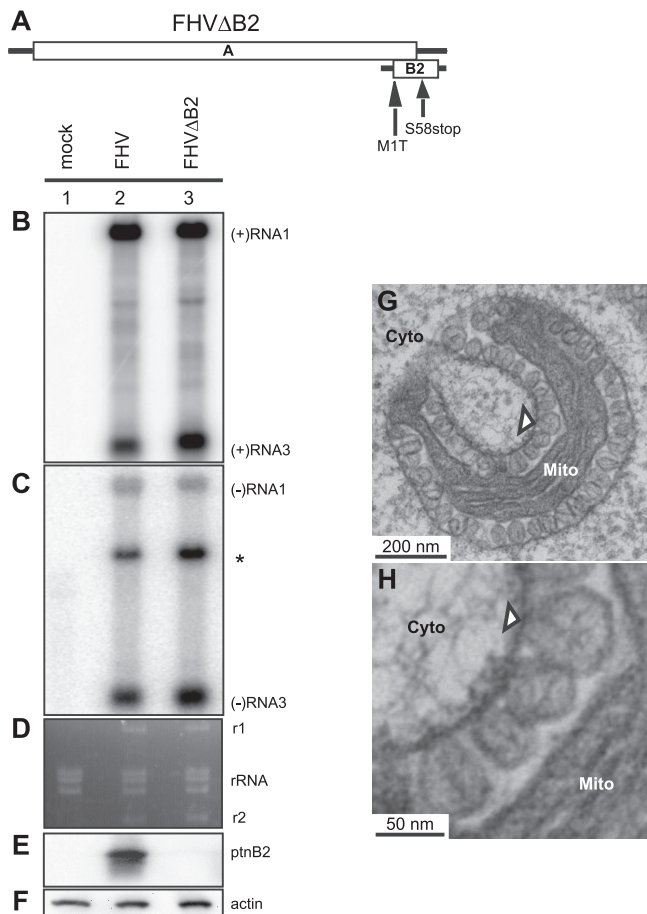 A
FHVΔB2
A
B2
S58stop
M1T
mock
FHV
FHVΔB2
1 2 3
B
(+)RNA1
(+)RNA3
C
(-)RNA1
*
(-)RNA3
D
r1
rRNA
r2
E
ptnB2
F
actin
G
Cyto
Mito
200 nm
H
Cyto
Mito
50 nm